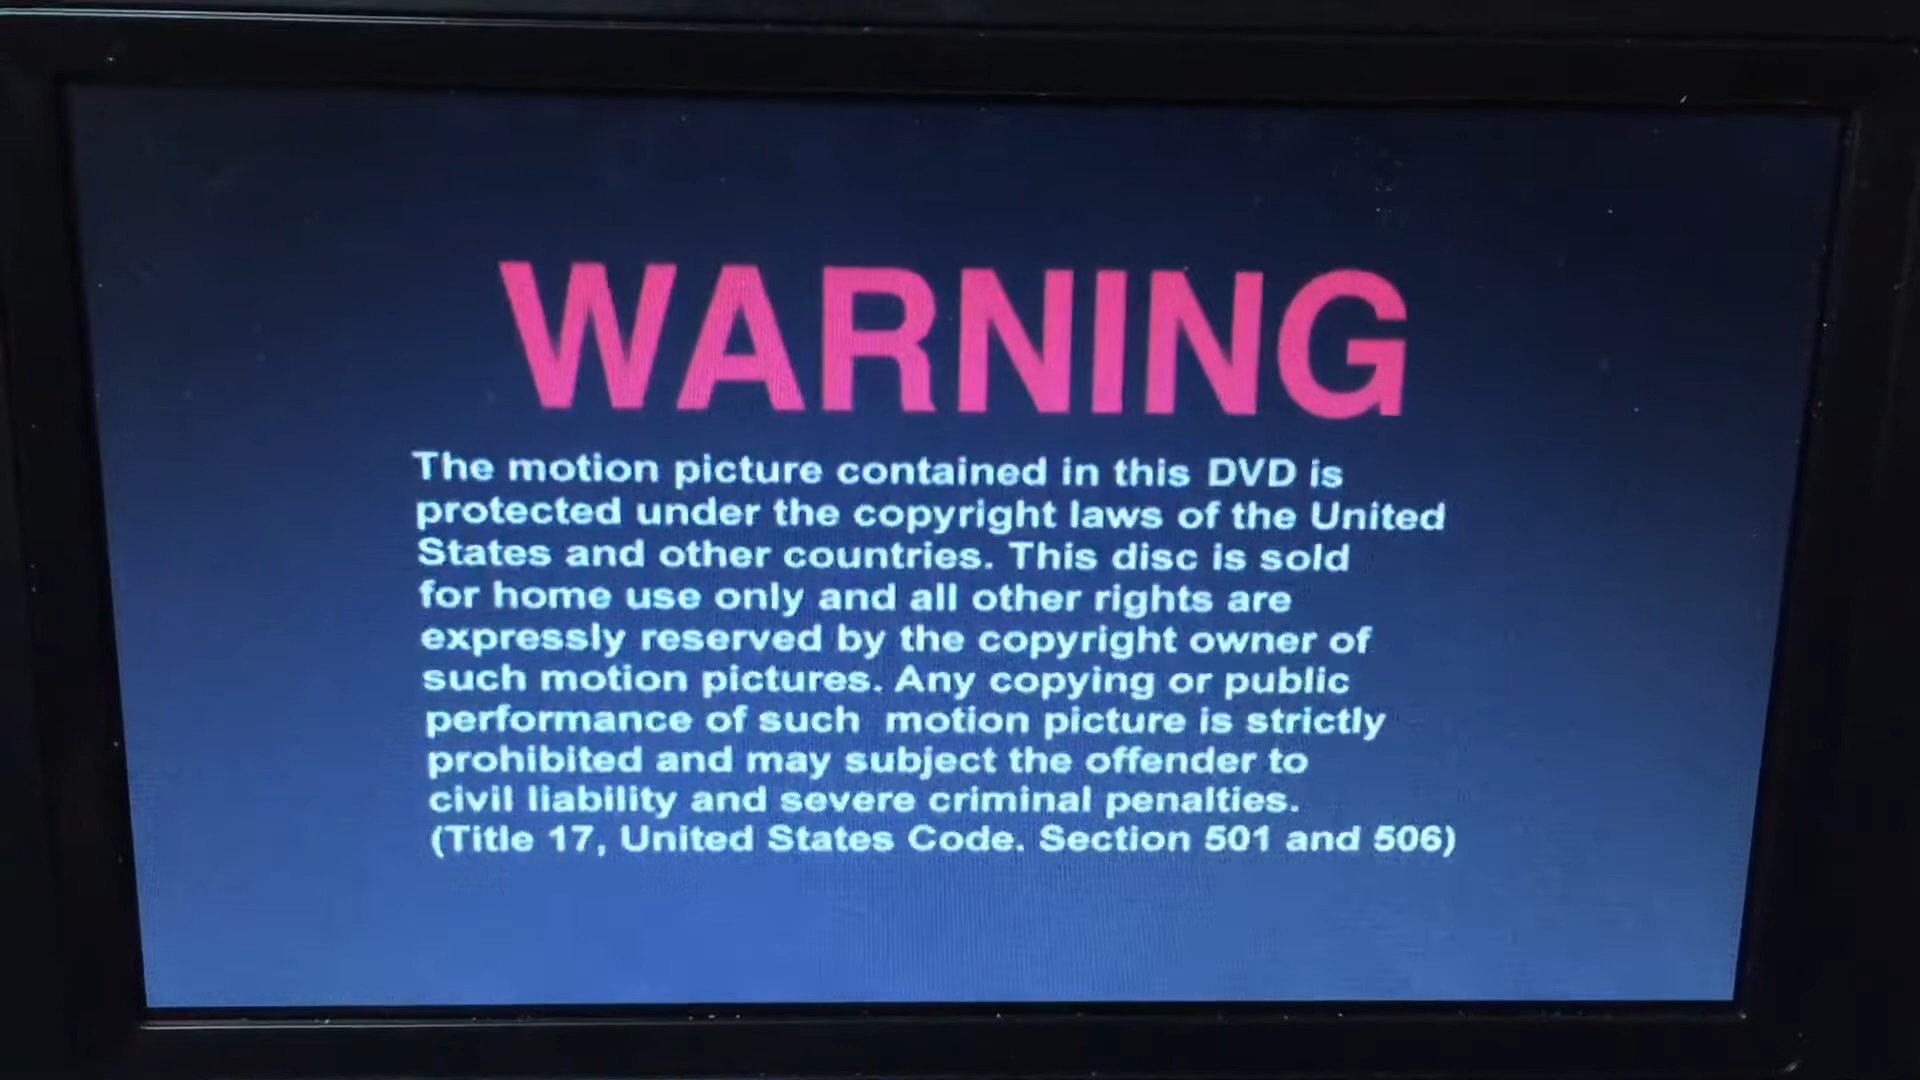 WARNING
The motion picture contained in this DVD is
protected under the copyright laws of the United
States and other countries. This disc is sold
for home use only and all other rights are
expressly reserved by the copyright owner of
such motion pictures. Any copying or public
performance of such  motion picture is strictly
prohibited and may subject the offender to
civil liability and severe criminal penalties.
(Title 17, United States Code. Section 501 and 506)